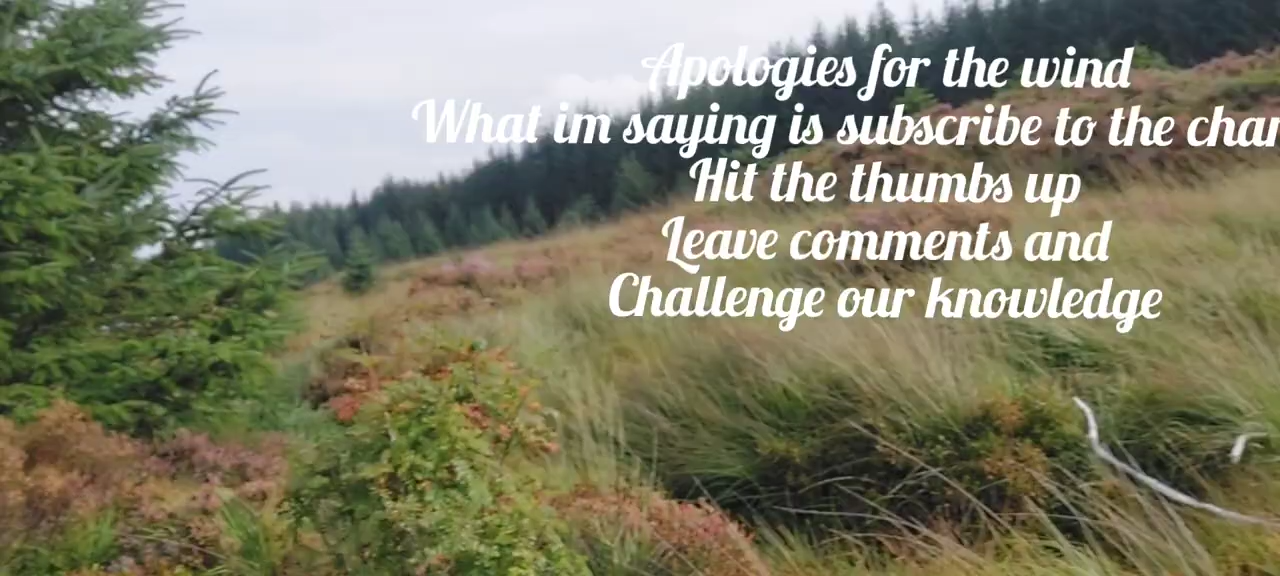 Apologies for the wind
What im saying is subscribe to the
Hit the thumbs up
Leave comments and
Challenge our knowledge